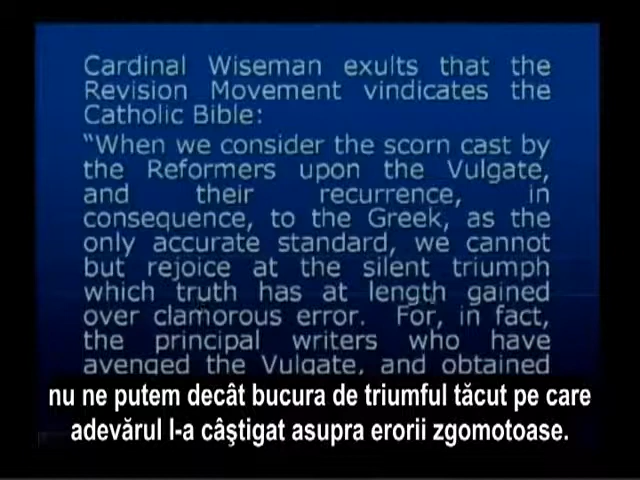 Cardinal Wiseman exults that the
Revision Movement vindicates the
Catholic Bible:
“When we consider the scorn cast by
the Reformers upon the Vulgate,
and their recurrence, in
consequence, to the Greek, as the
only accurate standard, we cannot
but rejoice at the silent triumph
which truth has at length gained
over clamorous error. For, in fact,
the principal writers who have
avenged the Vulgate, and obtained
nu ne putem decât bucura de triumful tăcut pe care
adevărul l-a câştigat asupra erorii zgomotoase.